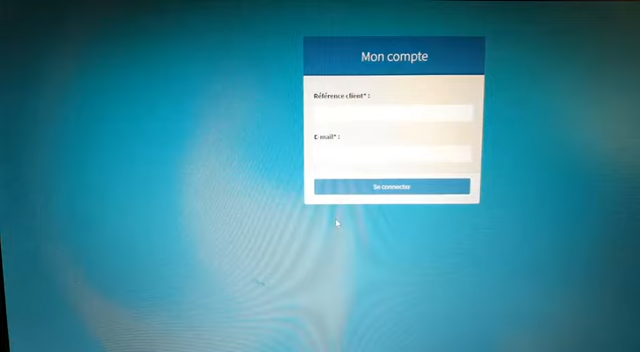 Mon compte
Référence client* :
E-mail* :
Se connecter